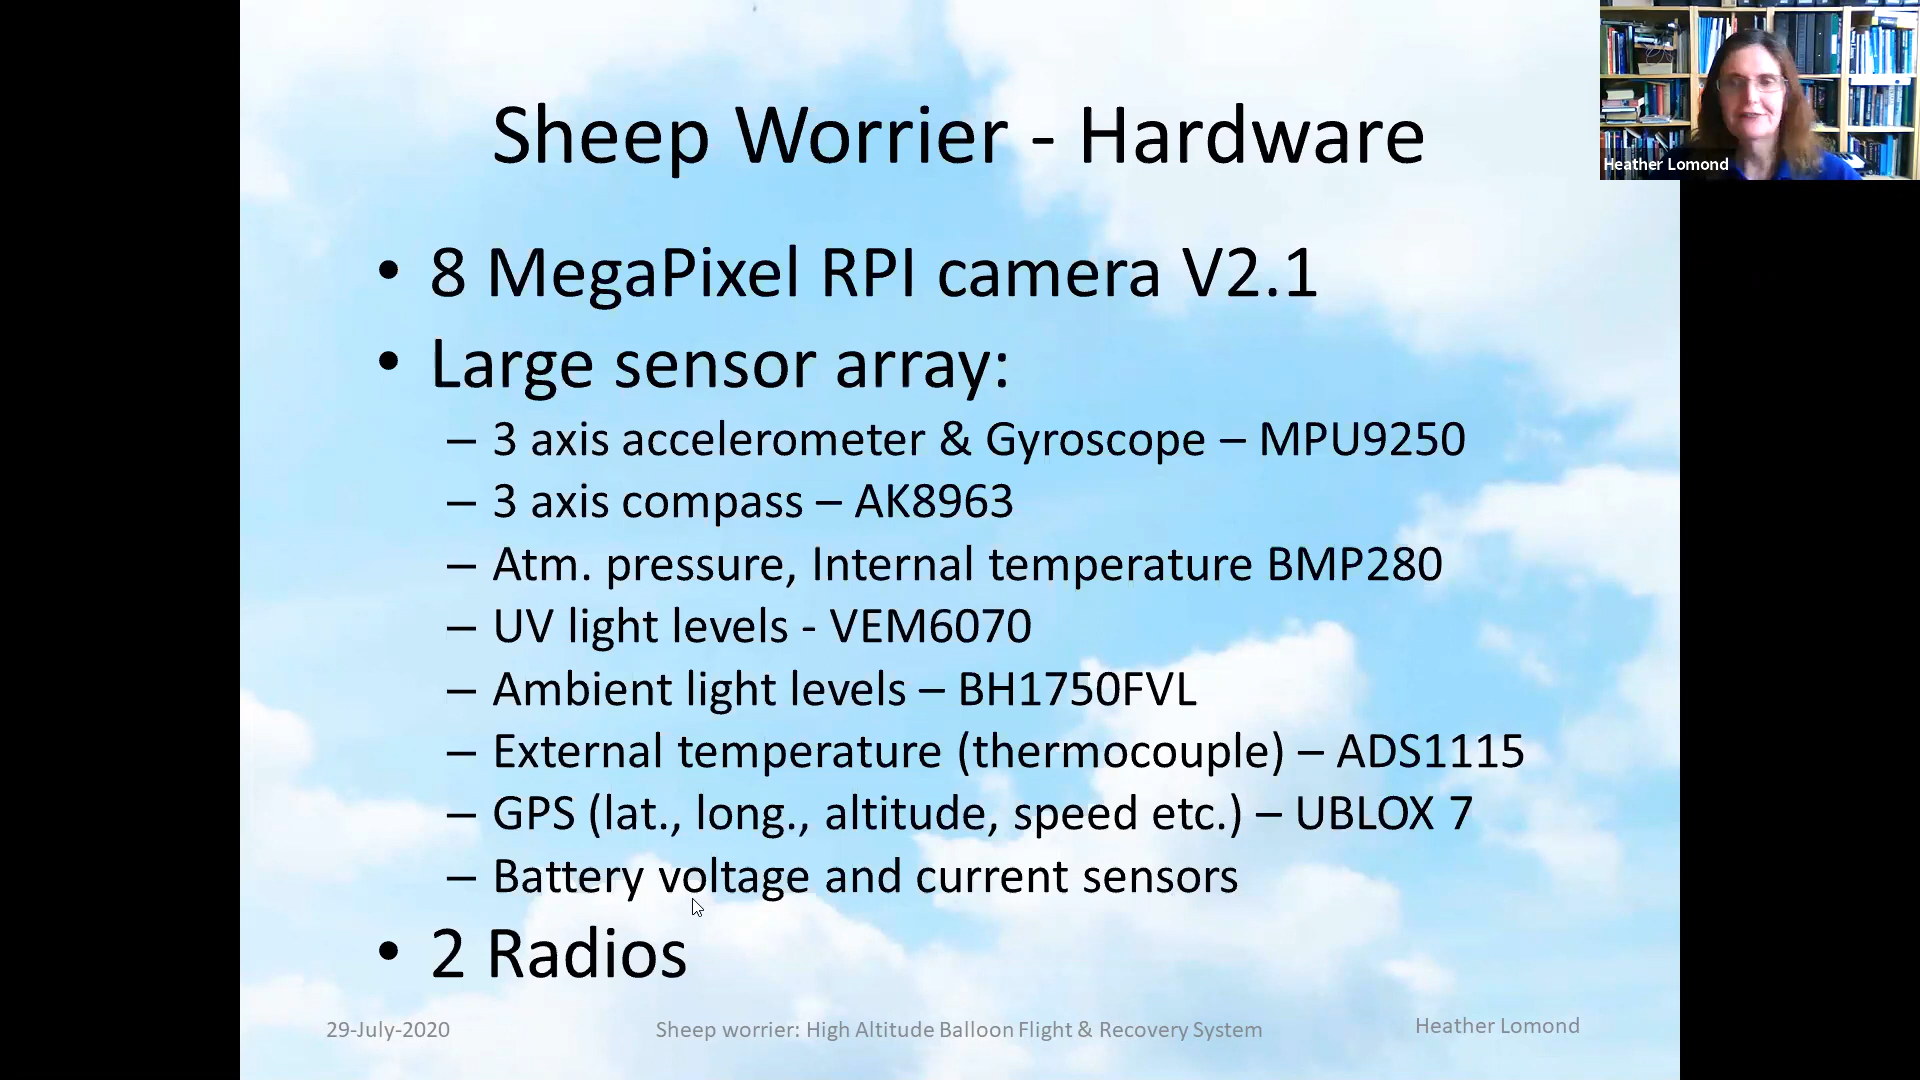 Sheep Worrier - Hardware
Heather Lomond
• 8 MegaPixel RPI camera V2.1
• Large sensor array:
– 3 axis accelerometer & Gyroscope – MPU9250
– 3 axis compass – AK8963
– Atm. pressure, Internal temperature BMP280
– UV light levels - VEM6070
– Ambient light levels – BH1750FVL
– External temperature (thermocouple) – ADS1115
– GPS (lat., long., altitude, speed etc.) – UBLOX 7
– Battery voltage and current sensors
• 2 Radios
29-July-2020
Sheep worrier: High Altitude Balloon Flight & Recovery System
Heather Lomond